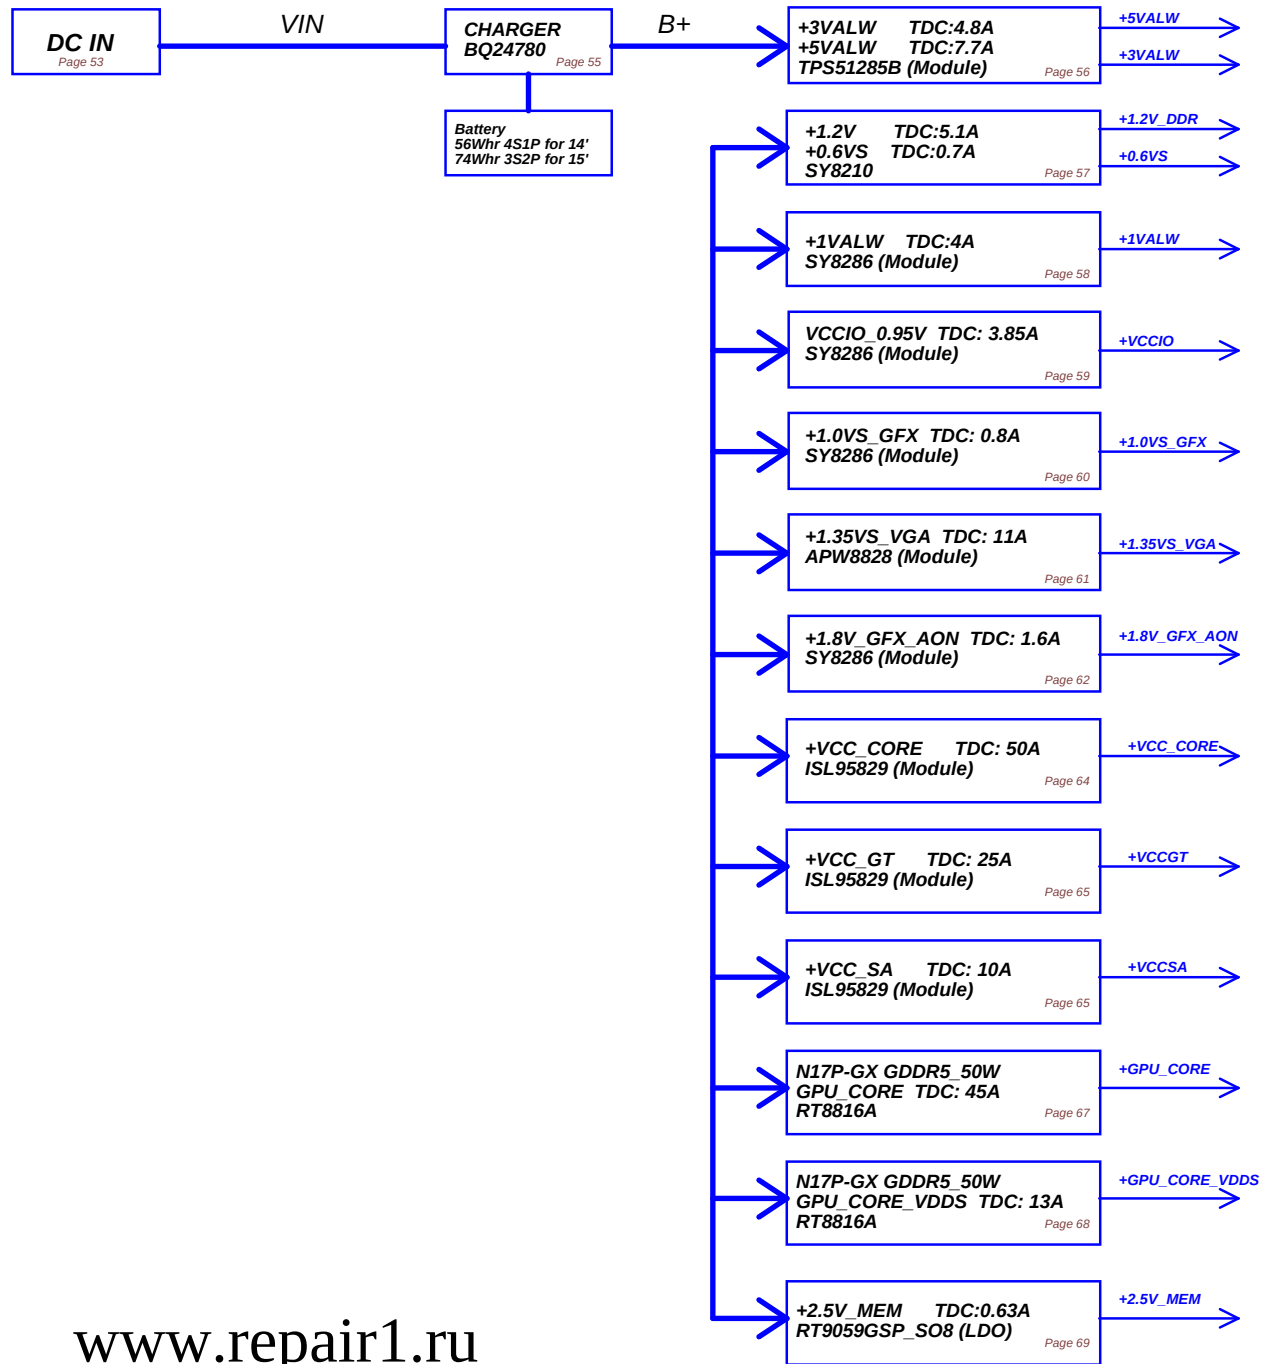 DC IN
Page 53
VIN
CHARGER
BQ24780
Page 55
B+
Battery
56Whr 4S1P for 14'
74Whr 3S2P for 15'
+3VALW TDC:4.8A
+5VALW TDC:7.7A
TPS51285B (Module)
Page 56
+5VALW
+3VALW
+1.2V TDC:5.1A
+0.6VS TDC:0.7A
SY8210
Page 57
+1.2V_DDR
+0.6VS
+1VALW TDC:4A
SY8286 (Module)
Page 58
+1VALW
VCCIO_0.95V TDC: 3.85A
SY8286 (Module)
Page 59
+VCCIO
+1.0VS_GFX TDC: 0.8A
SY8286 (Module)
Page 60
+1.0VS_GFX
+1.35VS_VGA TDC: 11A
APW8828 (Module)
Page 61
+1.35VS_VGA
+1.8V_GFX_AON TDC: 1.6A
SY8286 (Module)
Page 62
+1.8V_GFX_AON
+VCC_CORE TDC: 50A
ISL95829 (Module)
Page 64
+VCC_CORE
+VCC_GT TDC: 25A
ISL95829 (Module)
Page 65
+VCCGT
+VCC_SA TDC: 10A
ISL95829 (Module)
Page 65
+VCCSA
N17P-GX GDDR5_50W
GPU_CORE TDC: 45A
RT8816A
Page 67
+GPU_CORE
N17P-GX GDDR5_50W
GPU_CORE_VDDS TDC: 13A
RT8816A
Page 68
+GPU_CORE_VDDS
+2.5V_MEM TDC:0.63A
RT9059GSP_SO8 (LDO)
Page 69
+2.5V_MEM
www.repair1.ru